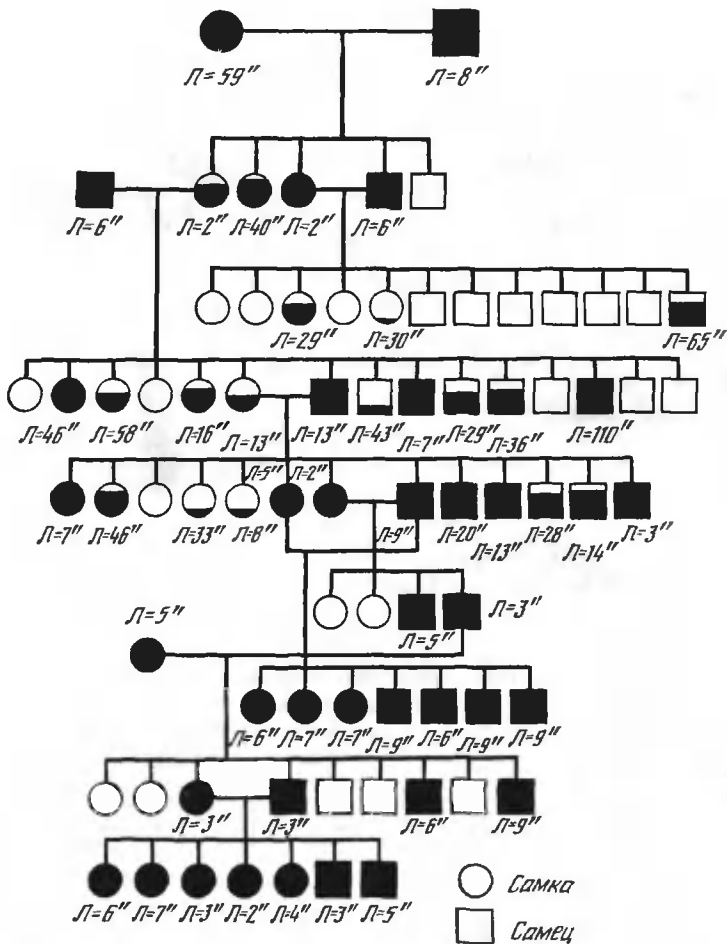 Л=59″ Л=8″
Л=6″ Л=2″ Л=40″ Л=2″ Л=6″
Л=29″ Л=30″ Л=65″
Л=46″ Л=58″ Л=16″ Л=13″ Л=13″ Л=43″ Л=7″ Л=29″ Л=36″ Л=110″
Л=5″ Л=2″
Л=7″ Л=46″ Л=33″ Л=8″ Л=9″ Л=20″ Л=13″ Л=28″ Л=14″ Л=3″
Л=5″ Л=5″ Л=3″
Л=6″ Л=7″ Л=7″ Л=9″ Л=6″ Л=9″ Л=9″
Л=3″ Л=3″ Л=6″ Л=9″
Л=6″ Л=7″ Л=3″ Л=2″ Л=4″ Л=3″ Л=5″
Самка
Самец